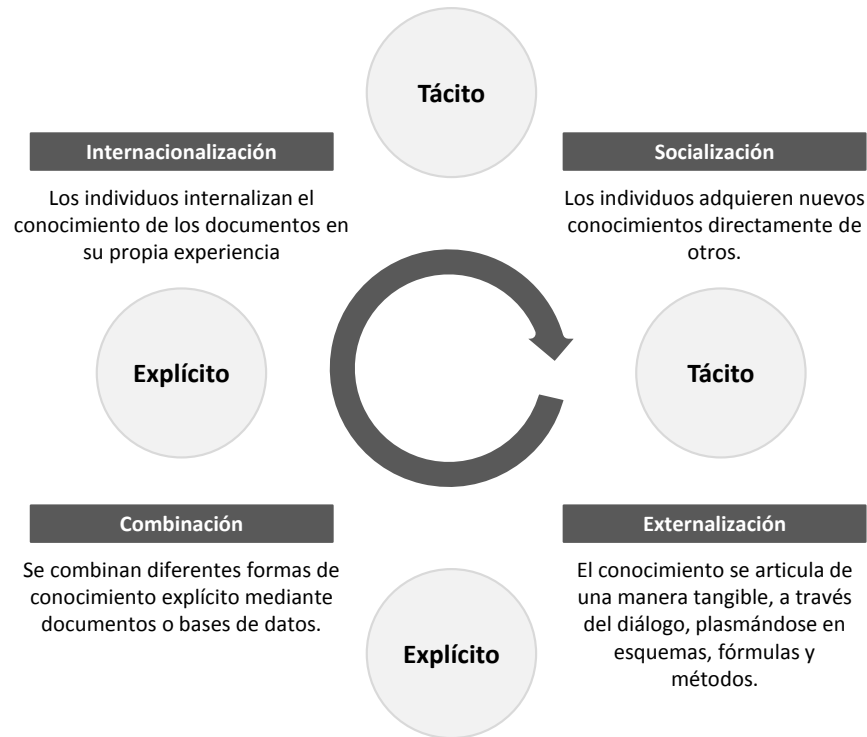 Tácito
Internacionalización
Los individuos internalizan el
conocimiento de los documentos en
su propia experiencia
Socialización
Los individuos adquieren nuevos
conocimientos directamente de
otros.
Explícito
Tácito
Combinación
Se combinan diferentes formas de
conocimiento explícito mediante
documentos o bases de datos.
Externalización
El conocimiento se articula de
una manera tangible, a través
del diálogo, plasmándose en
esquemas, fórmulas y
métodos.
Explícito